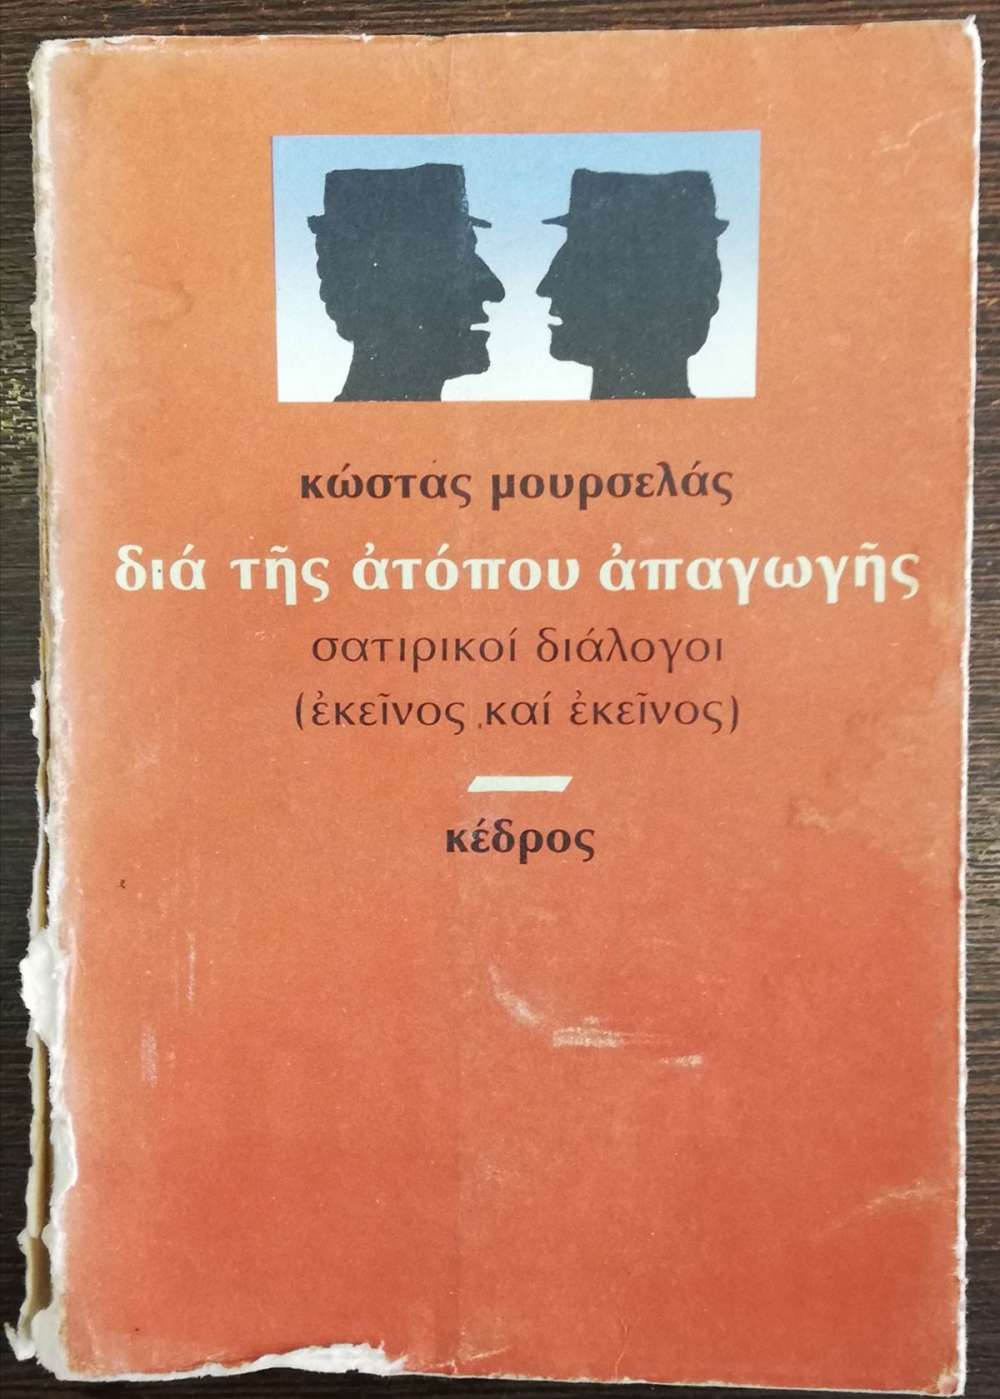 κώστας μουρσελάς
διά τῆς ἀτόπου ἀπαγωγῆς
σατιρικοί διάλογοι
(ἐκεῖνος καί ἐκεῖνος)
κέδρος